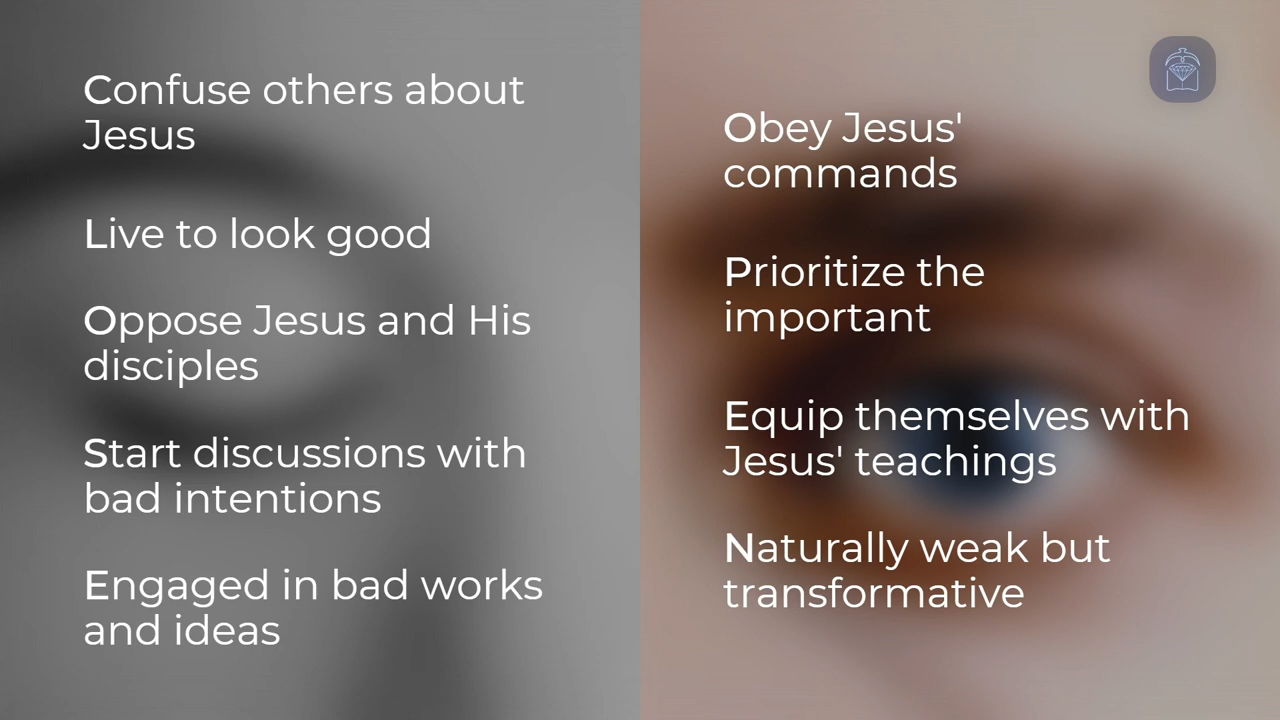 Confuse others about
Jesus
Live to look good
Oppose Jesus and His
disciples
Start discussions with
bad intentions
Engaged in bad works
and ideas
Obey Jesus'
commands
Prioritize the
important
Equip themselves with
Jesus' teachings
Naturally weak but
transformative